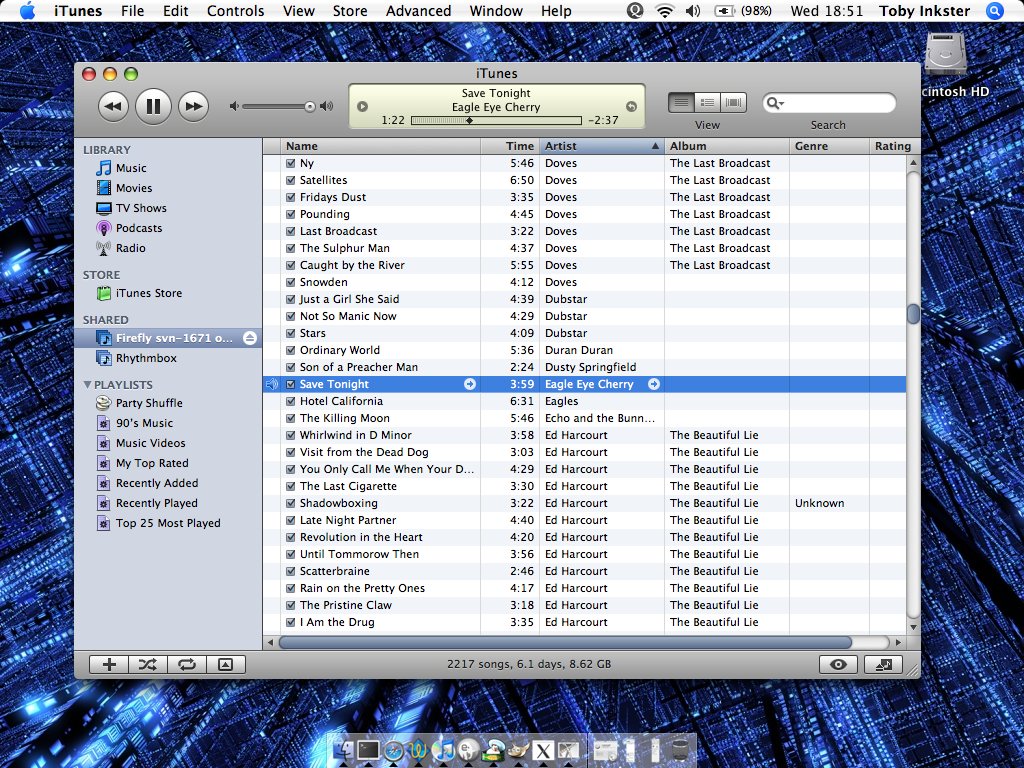 iTunes File Edit Controls View Store Advanced Window Help (98%) Wed 18:51 Toby Inkster
cintosh HD
iTunes
Save Tonight
Eagle Eye Cherry
1:22 -2:37
View Search
LIBRARY
Music
Movies
TV Shows
Podcasts
Radio
STORE
iTunes Store
SHARED
Firefly svn-1671 o...
Rhythmbox
PLAYLISTS
Party Shuffle
90's Music
Music Videos
My Top Rated
Recently Added
Recently Played
Top 25 Most Played
Name Time Artist Album Genre Rating
Ny 5:46 Doves The Last Broadcast
Satellites 6:50 Doves The Last Broadcast
Fridays Dust 3:35 Doves The Last Broadcast
Pounding 4:45 Doves The Last Broadcast
Last Broadcast 3:22 Doves The Last Broadcast
The Sulphur Man 4:37 Doves The Last Broadcast
Caught by the River 5:55 Doves The Last Broadcast
Snowden 4:12 Doves
Just a Girl She Said 4:39 Dubstar
Not So Manic Now 4:29 Dubstar
Stars 4:09 Dubstar
Ordinary World 5:36 Duran Duran
Son of a Preacher Man 2:24 Dusty Springfield
Save Tonight 3:59 Eagle Eye Cherry
Hotel California 6:31 Eagles
The Killing Moon 5:46 Echo and the Bunn...
Whirlwind in D Minor 3:58 Ed Harcourt The Beautiful Lie
Visit from the Dead Dog 3:03 Ed Harcourt The Beautiful Lie
You Only Call Me When Your D... 4:29 Ed Harcourt The Beautiful Lie
The Last Cigarette 3:30 Ed Harcourt The Beautiful Lie
Shadowboxing 3:22 Ed Harcourt The Beautiful Lie Unknown
Late Night Partner 4:40 Ed Harcourt The Beautiful Lie
Revolution in the Heart 4:20 Ed Harcourt The Beautiful Lie
Until Tommorow Then 3:56 Ed Harcourt The Beautiful Lie
Scatterbraine 2:46 Ed Harcourt The Beautiful Lie
Rain on the Pretty Ones 4:17 Ed Harcourt The Beautiful Lie
The Pristine Claw 3:18 Ed Harcourt The Beautiful Lie
I Am the Drug 3:35 Ed Harcourt The Beautiful Lie
2217 songs, 6.1 days, 8.62 GB